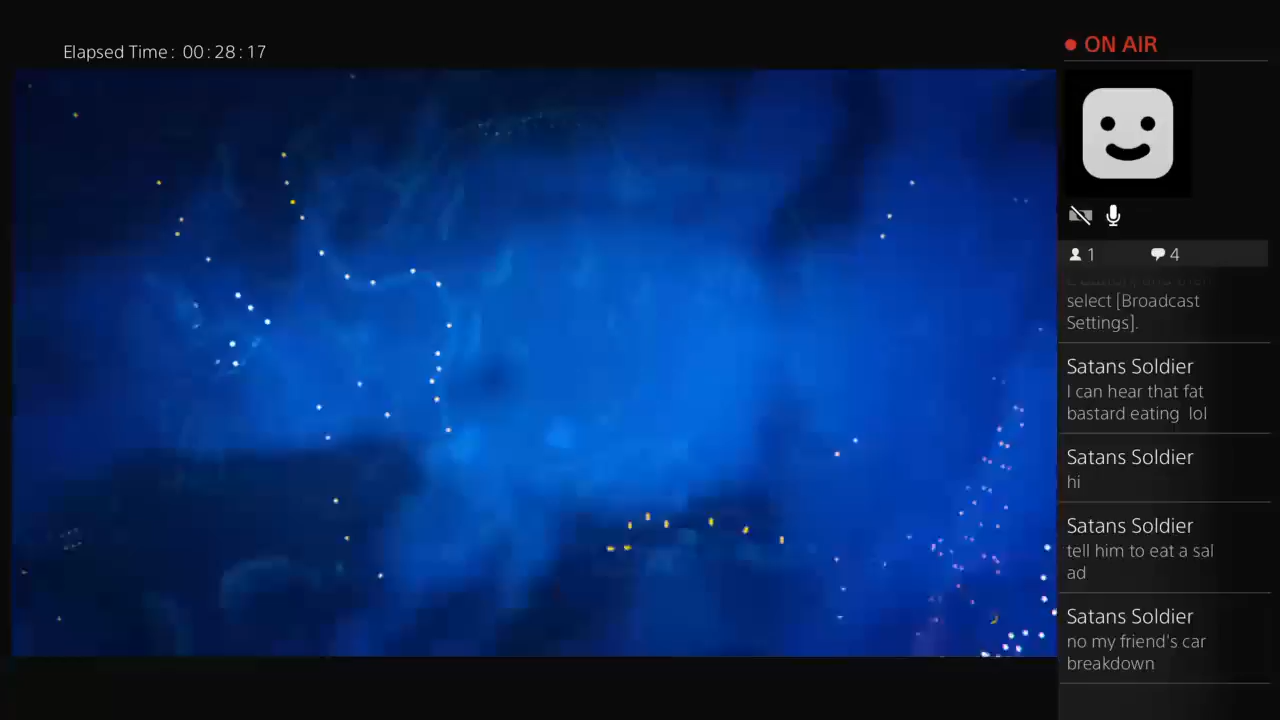 Elapsed Time: 00:28:17
ON AIR
1 4
select [Broadcast
Settings].
Satans Soldier
I can hear that fat
bastard eating lol
Satans Soldier
hi
Satans Soldier
tell him to eat a sal
ad
Satans Soldier
no my friend's car
breakdown